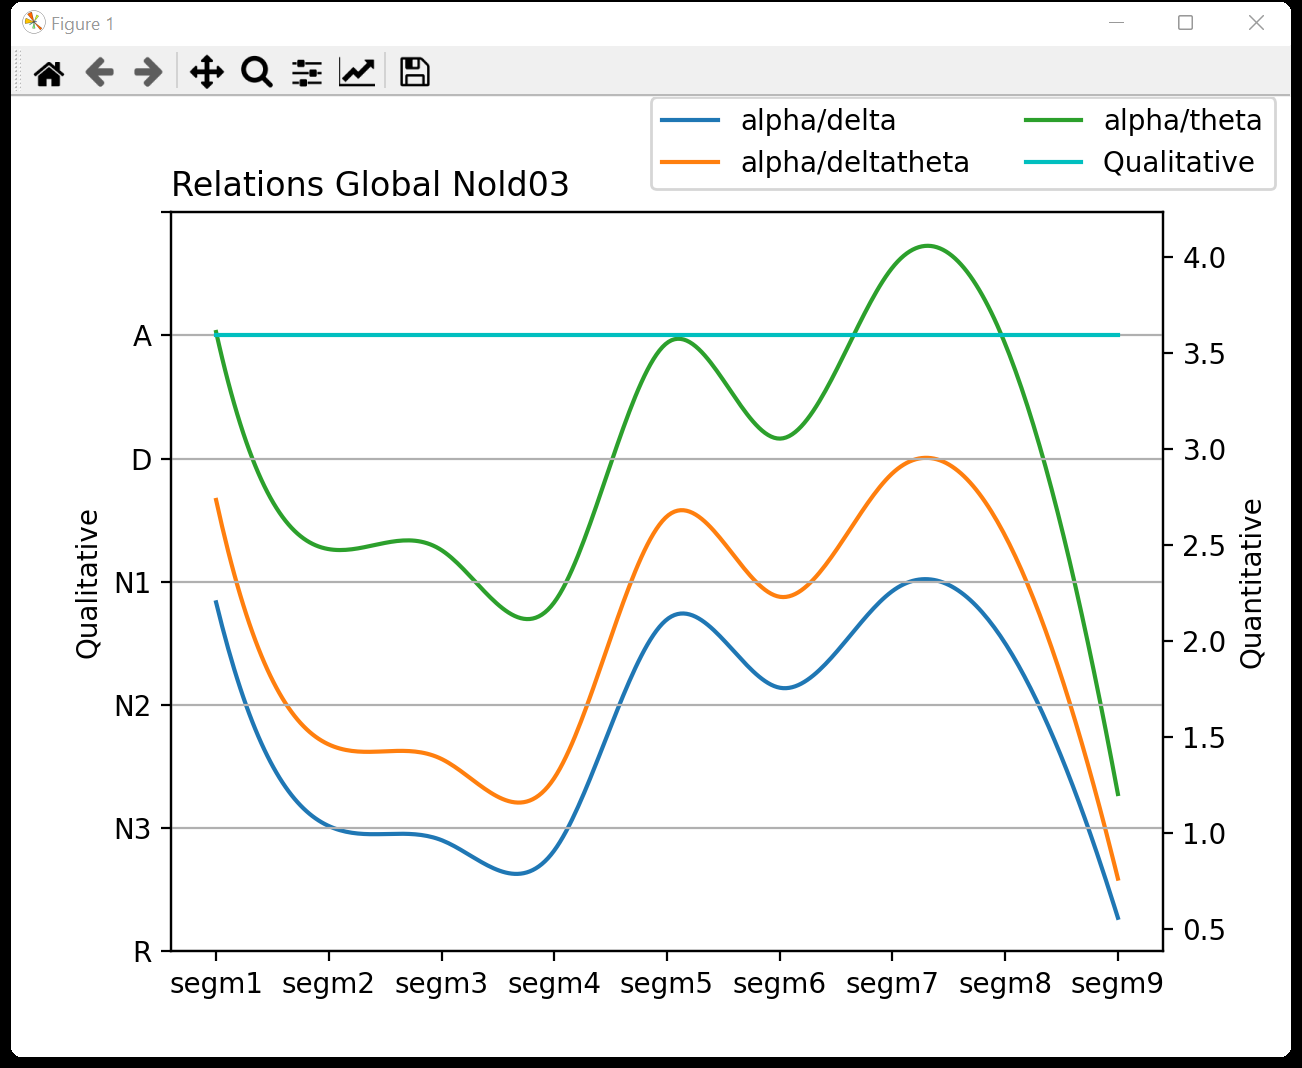 Figure 1
alpha/delta
alpha/deltatheta
alpha/theta
Qualitative
Relations Global Nold03
Qualitative
A
D
N1
N2
N3
R
4.0
3.5
3.0
2.5
2.0
1.5
1.0
0.5
Quantitative
segm1 segm2 segm3 segm4 segm5 segm6 segm7 segm8 segm9